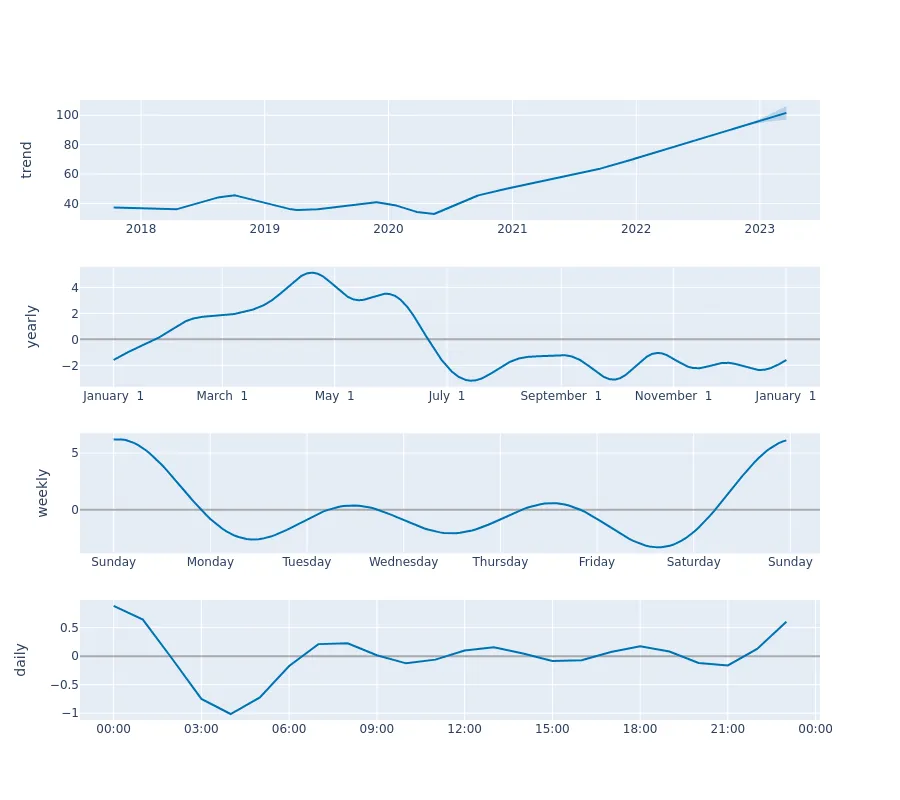 trend
100
80
60
40
2018 2019 2020 2021 2022 2023
yearly
4
2
0
−2
January 1 March 1 May 1 July 1 September 1 November 1 January 1
weekly
5
0
Sunday Monday Tuesday Wednesday Thursday Friday Saturday Sunday
daily
0.5
0
−0.5
−1
00:00 03:00 06:00 09:00 12:00 15:00 18:00 21:00 00:00